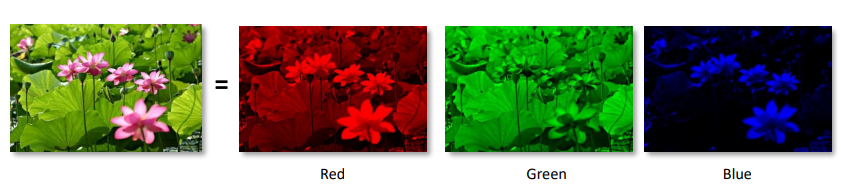 =
Red Green Blue